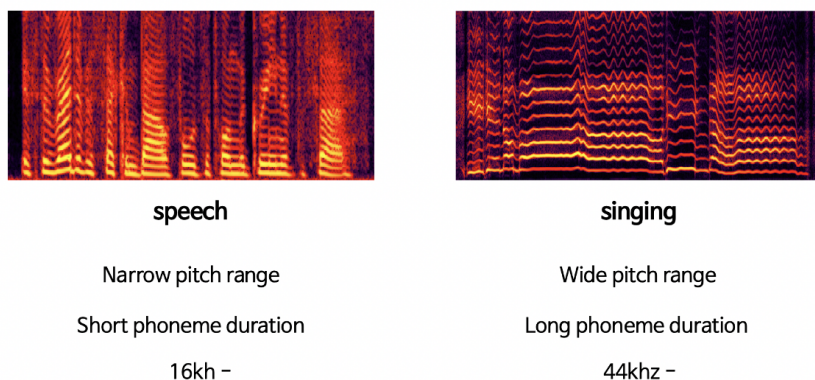 speech
singing
Narrow pitch range
Wide pitch range
Short phoneme duration
Long phoneme duration
16kh -
44khz -